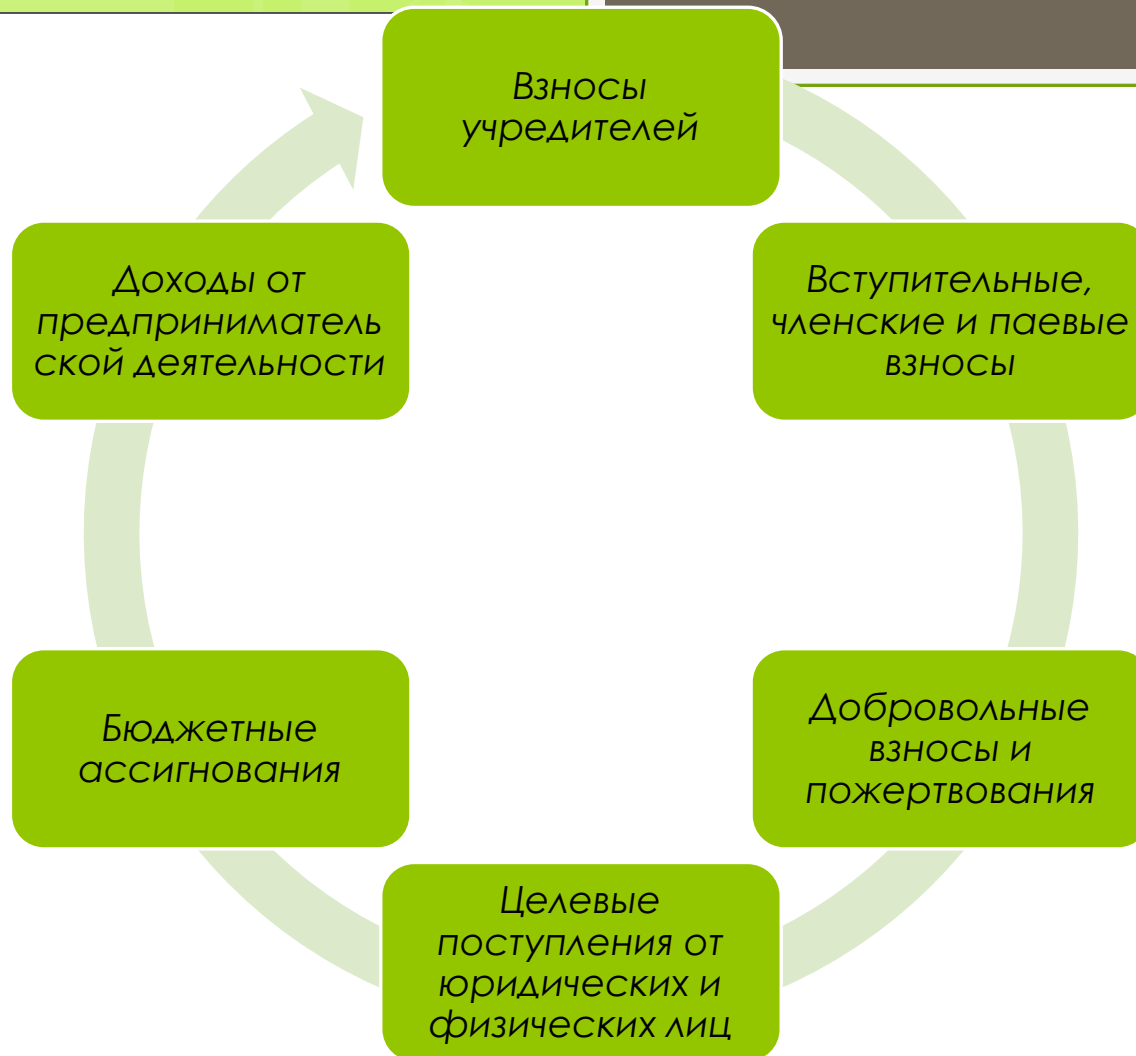 Взносы
учредителей
Вступительные,
членские и паевые
взносы
Добровольные
взносы и
пожертвования
Целевые
поступления от
юридических и
физических лиц
Бюджетные
ассигнования
Доходы от
предприниматель
ской деятельности